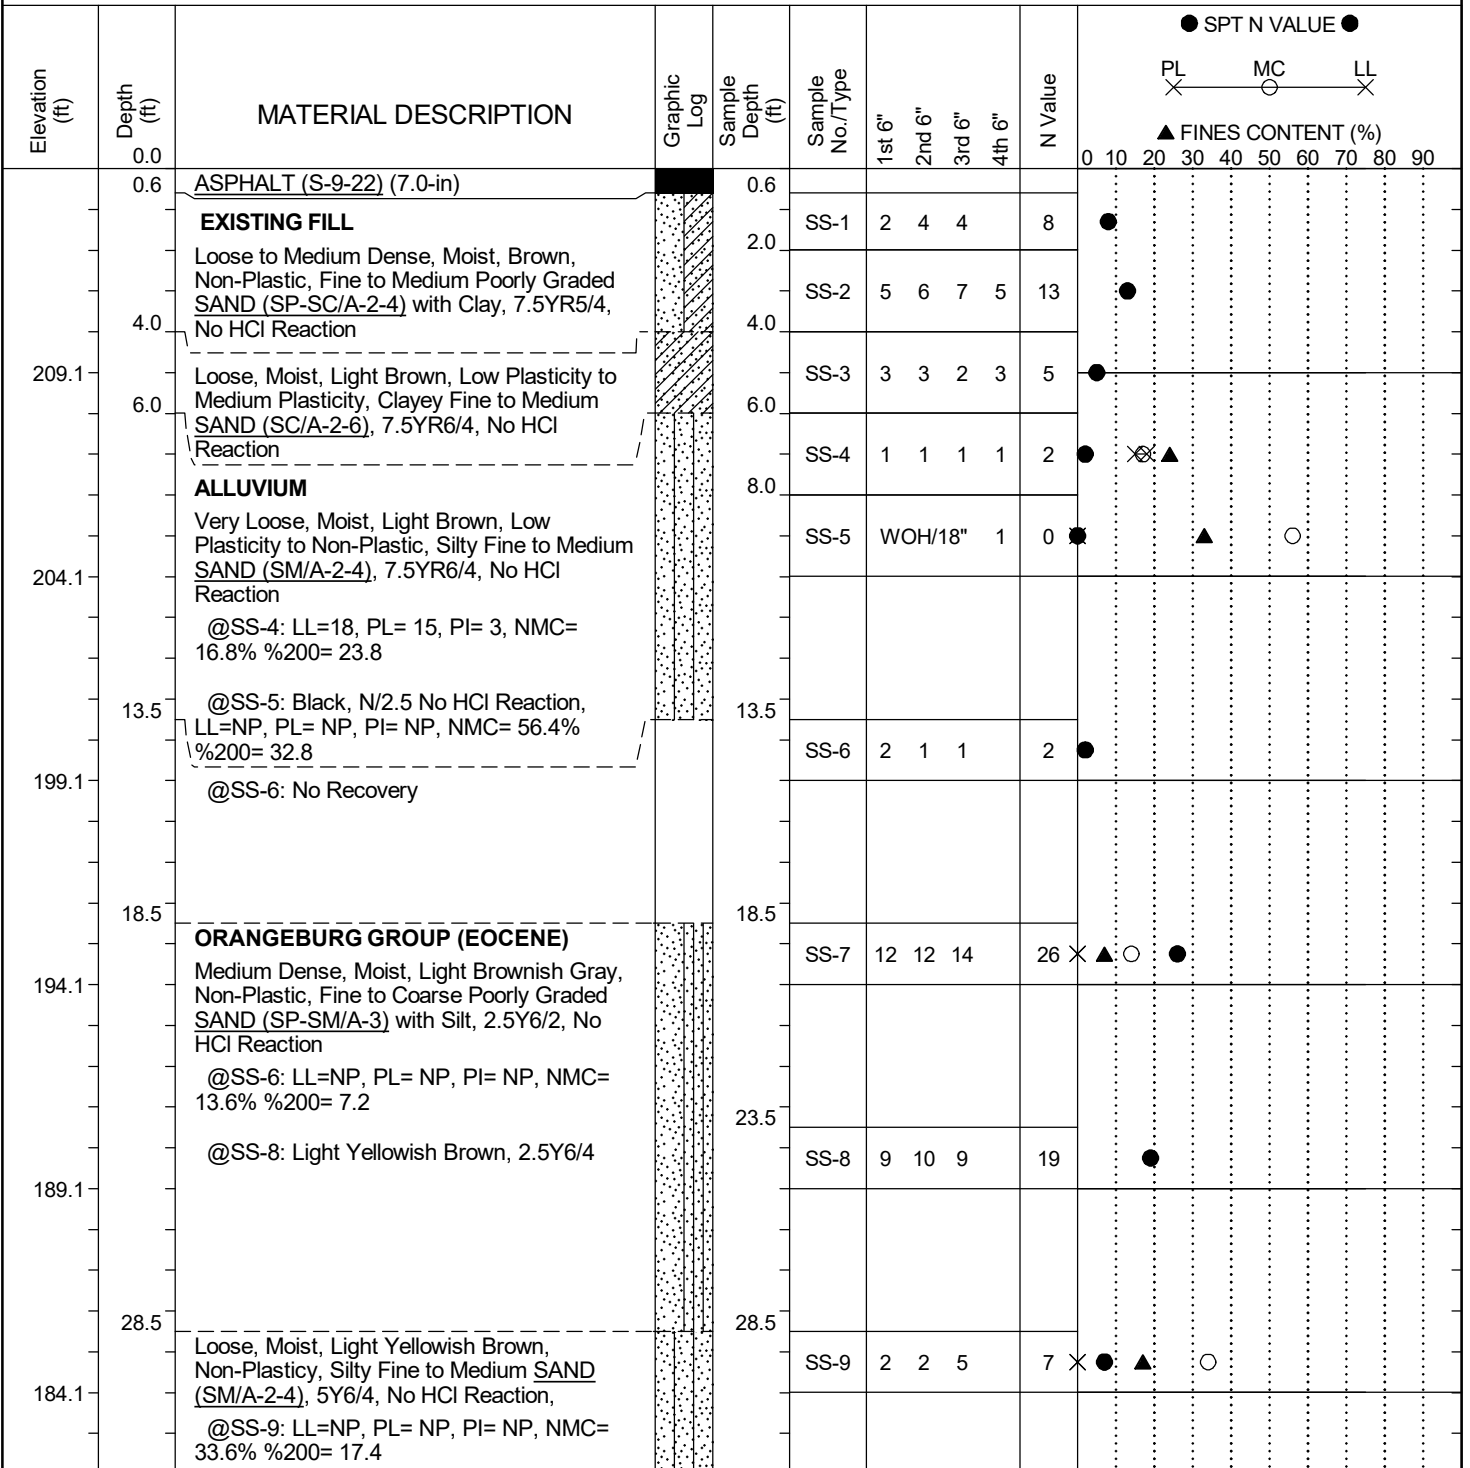 ● SPT N VALUE ●
PL MC LL
▲ FINES CONTENT (%)
0 10 20 30 40 50 60 70 80 90
Elevation (ft)
Depth (ft)
0.0
MATERIAL DESCRIPTION
Graphic Log
Sample Depth (ft)
Sample No./Type
1st 6"
2nd 6"
3rd 6"
4th 6"
N Value
0.6 ASPHALT (S-9-22) (7.0-in) 0.6
EXISTING FILL
SS-1 2 4 4 8
2.0
Loose to Medium Dense, Moist, Brown,
Non-Plastic, Fine to Medium Poorly Graded
SAND (SP-SC/A-2-4) with Clay, 7.5YR5/4,
No HCl Reaction
SS-2 5 6 7 5 13
4.0 4.0
209.1
Loose, Moist, Light Brown, Low Plasticity to
Medium Plasticity, Clayey Fine to Medium
SAND (SC/A-2-6), 7.5YR6/4, No HCl
Reaction
SS-3 3 3 2 3 5
6.0 6.0
SS-4 1 1 1 1 2
8.0
ALLUVIUM
Very Loose, Moist, Light Brown, Low
Plasticity to Non-Plastic, Silty Fine to Medium
SAND (SM/A-2-4), 7.5YR6/4, No HCl
Reaction
SS-5 WOH/18" 1 0
204.1
@SS-4: LL=18, PL= 15, PI= 3, NMC=
16.8% %200= 23.8
@SS-5: Black, N/2.5 No HCl Reaction,
LL=NP, PL= NP, PI= NP, NMC= 56.4%
%200= 32.8
13.5 13.5
SS-6 2 1 1 2
199.1
@SS-6: No Recovery
18.5 18.5
ORANGEBURG GROUP (EOCENE)
SS-7 12 12 14 26
194.1
Medium Dense, Moist, Light Brownish Gray,
Non-Plastic, Fine to Coarse Poorly Graded
SAND (SP-SM/A-3) with Silt, 2.5Y6/2, No
HCl Reaction
@SS-6: LL=NP, PL= NP, PI= NP, NMC=
13.6% %200= 7.2
23.5
@SS-8: Light Yellowish Brown, 2.5Y6/4
SS-8 9 10 9 19
189.1
28.5 28.5
Loose, Moist, Light Yellowish Brown,
Non-Plasticy, Silty Fine to Medium SAND
(SM/A-2-4), 5Y6/4, No HCl Reaction,
SS-9 2 2 5 7
184.1
@SS-9: LL=NP, PL= NP, PI= NP, NMC=
33.6% %200= 17.4